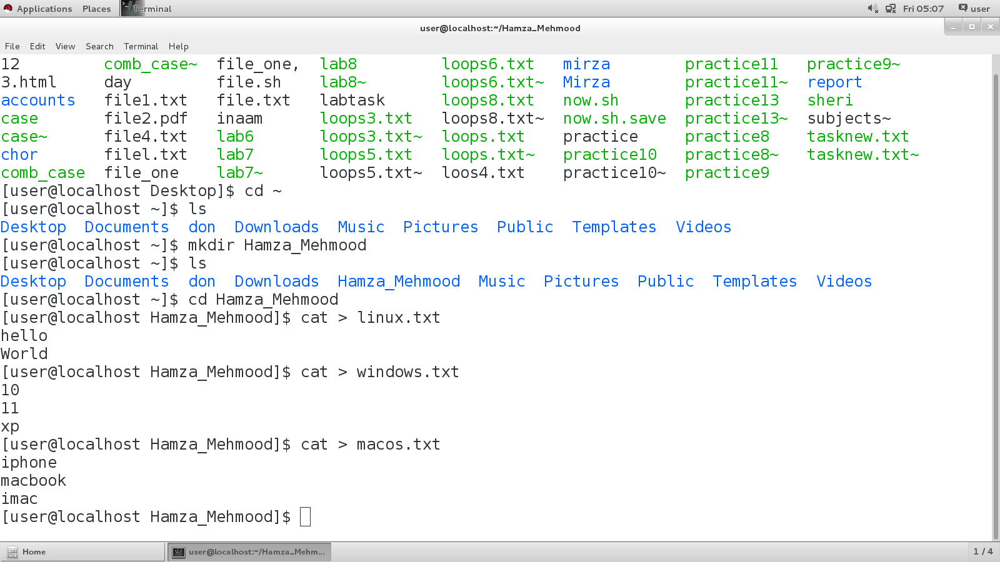 Applications Places Terminal Fri 05:07 user
user@localhost:~/Hamza_Mehmood
File Edit View Search Terminal Help
12 comb_case~ file_one, lab8 loops6.txt mirza practice11 practice9~
3.html day file.sh lab8~ loops6.txt~ Mirza practice11~ report
accounts file1.txt file.txt labtask loops8.txt now.sh practice13 sheri
case file2.pdf inaam loops3.txt loops8.txt~ now.sh.save practice13~ subjects~
case~ file4.txt lab6 loops3.txt~ loops.txt practice practice8 tasknew.txt
chor filel.txt lab7 loops5.txt loops.txt~ practice10 practice8~ tasknew.txt~
comb_case file_one lab7~ loops5.txt~ loos4.txt practice10~ practice9
[user@localhost Desktop]$ cd ~
[user@localhost ~]$ ls
Desktop Documents don Downloads Music Pictures Public Templates Videos
[user@localhost ~]$ mkdir Hamza_Mehmood
[user@localhost ~]$ ls
Desktop Documents don Downloads Hamza_Mehmood Music Pictures Public Templates Videos
[user@localhost ~]$ cd Hamza_Mehmood
[user@localhost Hamza_Mehmood]$ cat > linux.txt
hello
World
[user@localhost Hamza_Mehmood]$ cat > windows.txt
10
11
xp
[user@localhost Hamza_Mehmood]$ cat > macos.txt
iphone
macbook
imac
[user@localhost Hamza_Mehmood]$
Home user@localhost:~/Hamza_Mehm... 1 / 4